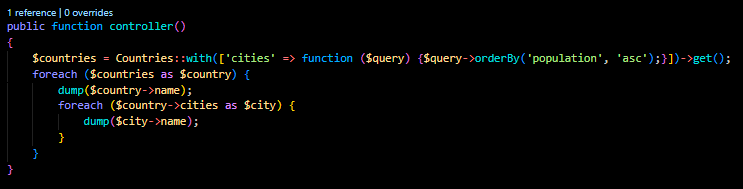 1 reference | 0 overrides
public function controller()
{
    $countries = Countries::with(['cities' => function ($query) {$query->orderBy('population', 'asc');}])->get();
    foreach ($countries as $country) {
        dump($country->name);
        foreach ($country->cities as $city) {
            dump($city->name);
        }
    }
}